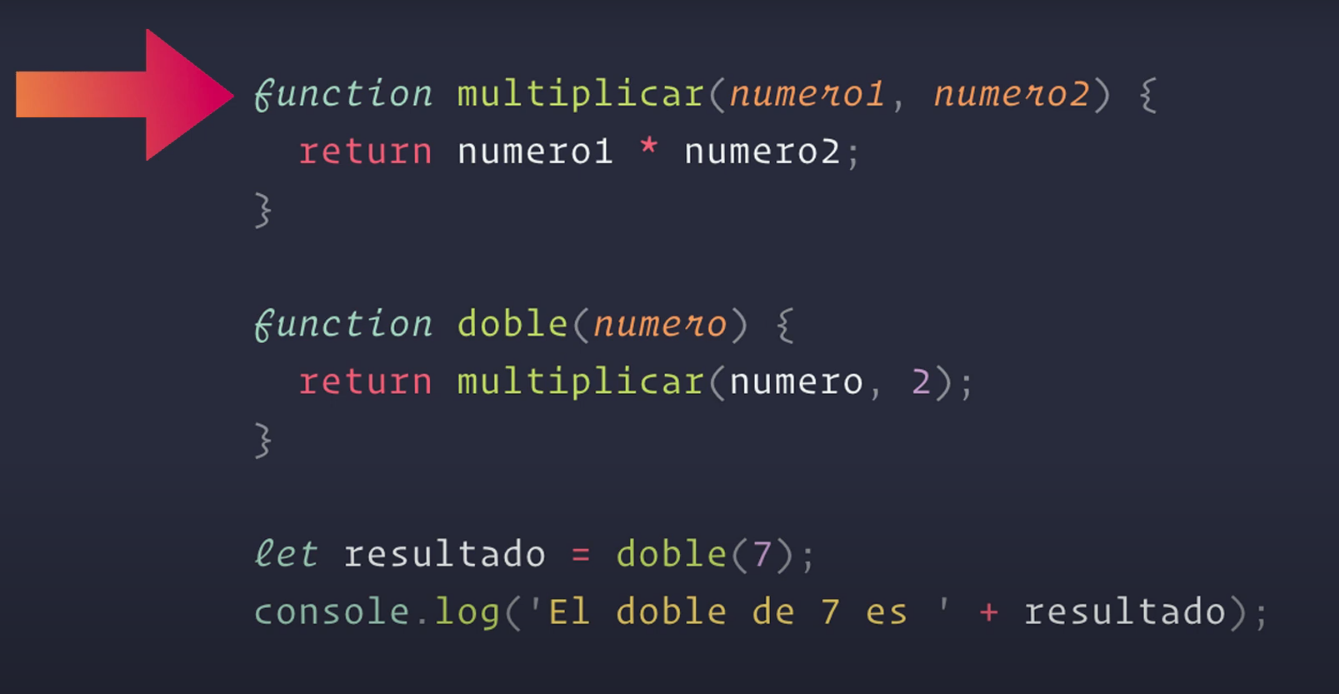 function multiplicar(numero1, numero2) {
  return numero1 * numero2;
}
function doble(numero) {
  return multiplicar(numero, 2);
}
let resultado = doble(7);
console.log('El doble de 7 es ' + resultado);